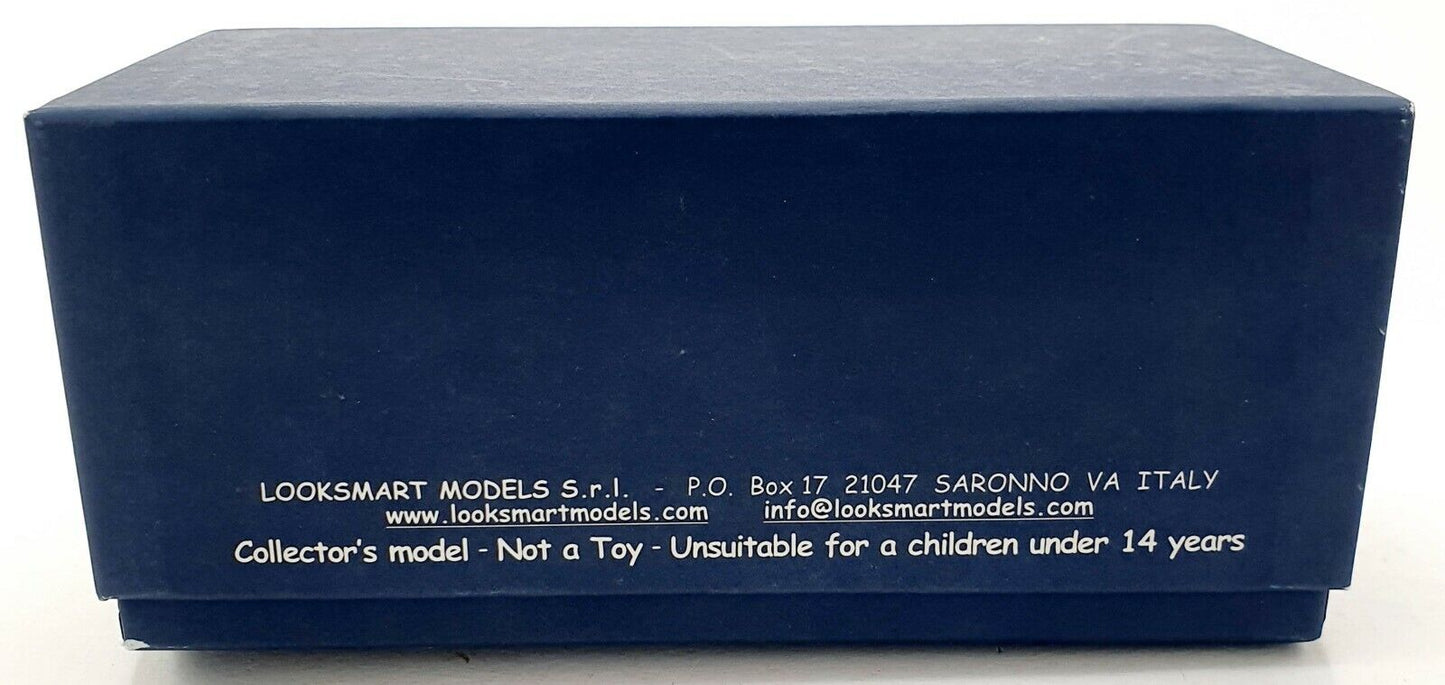 LOOKSMART MODELS S.r.l. - P.O. Box 17 21047 SARONNO VA ITALY
www.looksmartmodels.com info@looksmartmodels.com
Collector's model - Not a Toy - Unsuitable for a children under 14 years